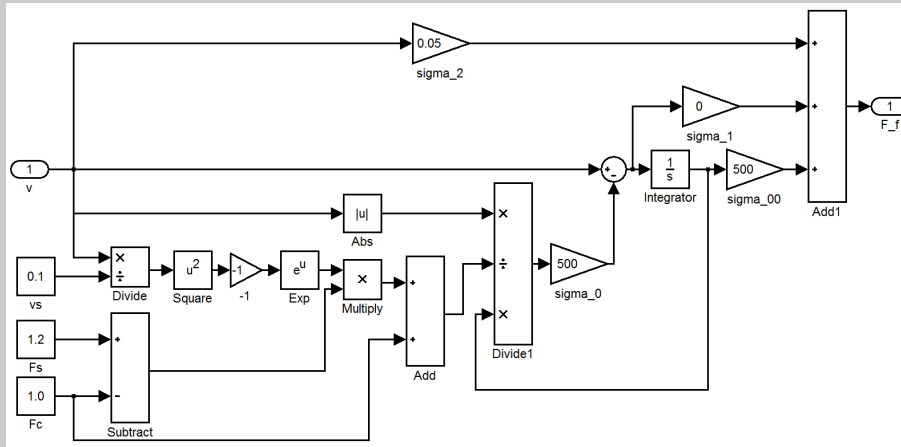 0.05
sigma_2
+
0
sigma_1
+
1
F_f
1
v
+
-
1
s
Integrator
500
sigma_00
+
Add1
|u|
Abs
×
÷
×
Divide1
500
sigma_0
0.1
vs
×
÷
Divide
u²
Square
-1
-1
eᵘ
Exp
×
Multiply
+
+
Add
1.2
Fs
1.0
Fc
+
-
Subtract